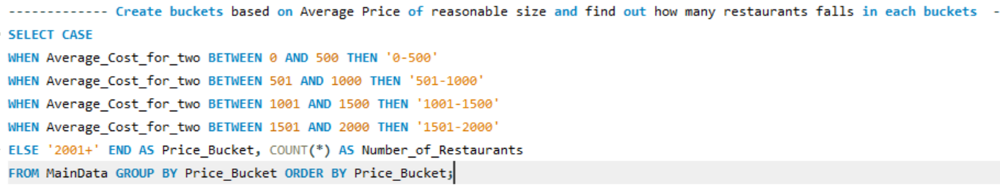 ------------- Create buckets based on Average Price of reasonable size and find out how many restaurants falls in each buckets -
SELECT CASE
WHEN Average_Cost_for_two BETWEEN 0 AND 500 THEN '0-500'
WHEN Average_Cost_for_two BETWEEN 501 AND 1000 THEN '501-1000'
WHEN Average_Cost_for_two BETWEEN 1001 AND 1500 THEN '1001-1500'
WHEN Average_Cost_for_two BETWEEN 1501 AND 2000 THEN '1501-2000'
ELSE '2001+' END AS Price_Bucket, COUNT(*) AS Number_of_Restaurants
FROM MainData GROUP BY Price_Bucket ORDER BY Price_Bucket;